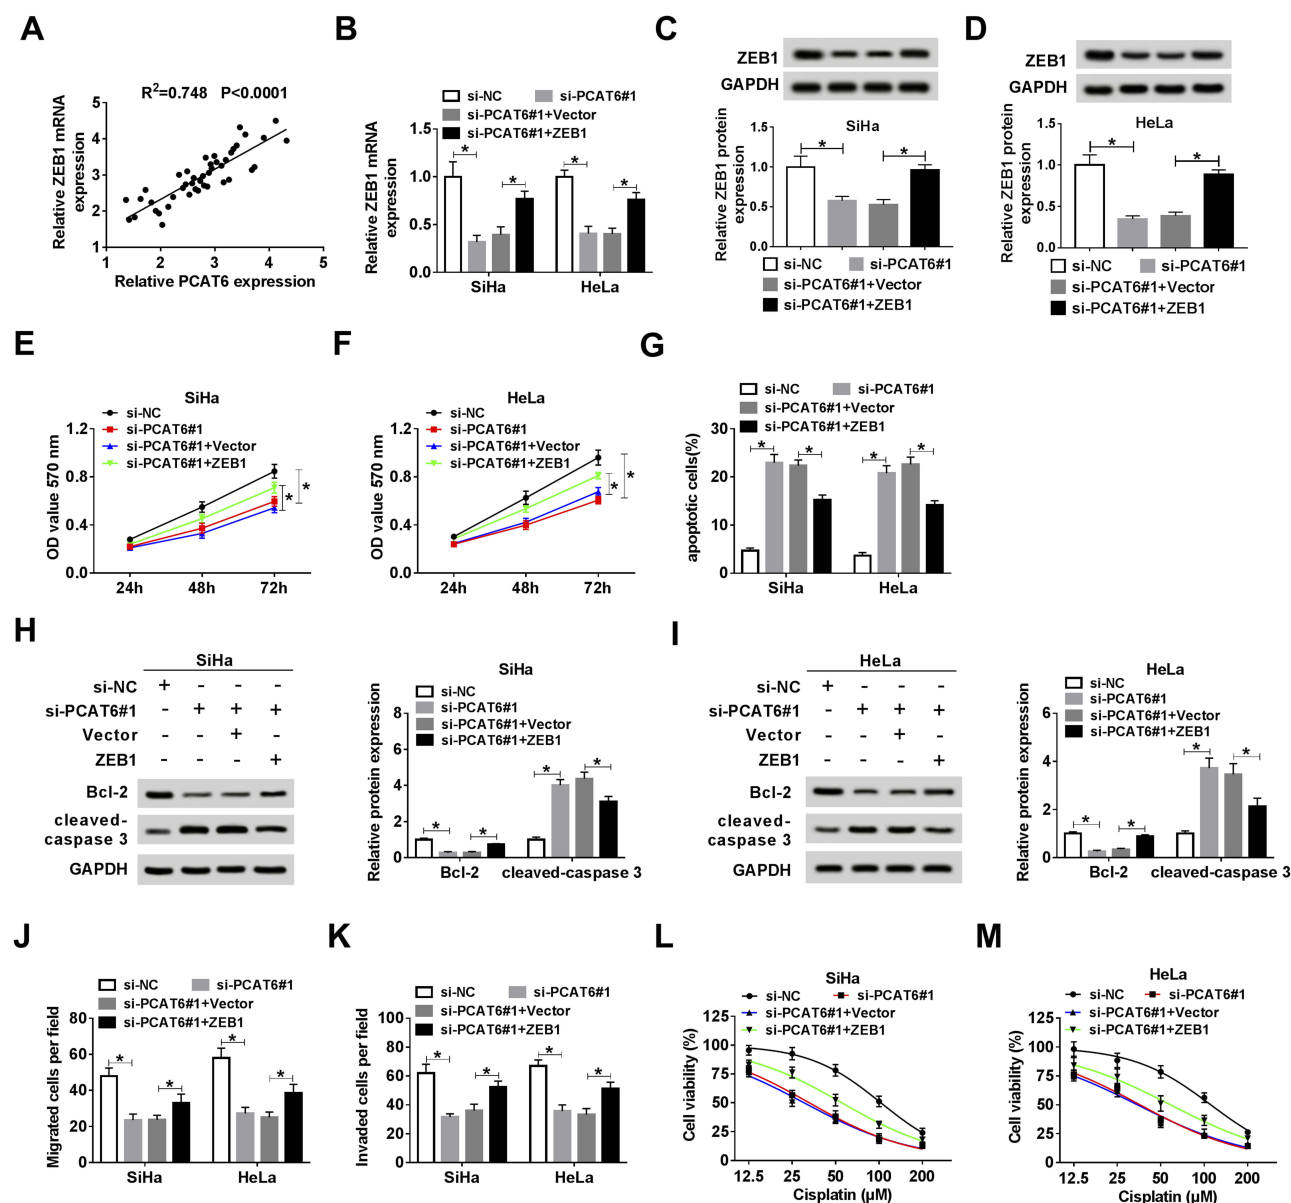 A
R²=0.748 P<0.0001
Relative ZEB1 mRNA
expression
5
4
3
2
1
1 2 3 4 5
Relative PCAT6 expression
B
si-NC si-PCAT6#1
si-PCAT6#1+Vector
si-PCAT6#1+ZEB1
Relative ZEB1 mRNA
expression
1.5
1.0
0.5
0.0
* * * *
SiHa HeLa
C
ZEB1
GAPDH
SiHa
Relative ZEB1 protein
expression
1.5
1.0
0.5
0.0
* *
si-NC si-PCAT6#1
si-PCAT6#1+Vector
si-PCAT6#1+ZEB1
D
ZEB1
GAPDH
HeLa
Relative ZEB1 protein
expression
1.5
1.0
0.5
0.0
* *
si-NC si-PCAT6#1
si-PCAT6#1+Vector
si-PCAT6#1+ZEB1
E
SiHa
si-NC
si-PCAT6#1
si-PCAT6#1+Vector
si-PCAT6#1+ZEB1
OD value 570 nm
1.2
0.8
0.4
0.0
* *
24h 48h 72h
F
HeLa
si-NC
si-PCAT6#1
si-PCAT6#1+Vector
si-PCAT6#1+ZEB1
OD value 570 nm
1.2
0.8
0.4
0.0
* *
24h 48h 72h
G
si-NC si-PCAT6#1
si-PCAT6#1+Vector
si-PCAT6#1+ZEB1
apoptotic cells(%)
30
20
10
0
* * * *
SiHa HeLa
H
SiHa
si-NC + - - -
si-PCAT6#1 - + + +
Vector - - + -
ZEB1 - - - +
Bcl-2
cleaved-
caspase 3
GAPDH
SiHa
si-NC
si-PCAT6#1
si-PCAT6#1+Vector
si-PCAT6#1+ZEB1
Relative protein expression
8
6
4
2
0
* * * *
Bcl-2 cleaved-caspase 3
I
HeLa
si-NC + - - -
si-PCAT6#1 - + + +
Vector - - + -
ZEB1 - - - +
Bcl-2
cleaved-
caspase 3
GAPDH
HeLa
si-NC
si-PCAT6#1
si-PCAT6#1+Vector
si-PCAT6#1+ZEB1
Relative protein expression
6
4
2
0
* * * *
Bcl-2 cleaved-caspase 3
J
si-NC si-PCAT6#1
si-PCAT6#1+Vector
si-PCAT6#1+ZEB1
Migrated cells per field
80
60
40
20
0
* * * *
SiHa HeLa
K
si-NC si-PCAT6#1
si-PCAT6#1+Vector
si-PCAT6#1+ZEB1
Invaded cells per field
100
80
60
40
20
0
* * * *
SiHa HeLa
L
SiHa
si-NC si-PCAT6#1
si-PCAT6#1+Vector
si-PCAT6#1+ZEB1
Cell viability (%)
125
100
75
50
25
0
12.5 25 50 100 200
Cisplatin (μM)
M
HeLa
si-NC si-PCAT6#1
si-PCAT6#1+Vector
si-PCAT6#1+ZEB1
Cell viability (%)
125
100
75
50
25
0
12.5 25 50 100 200
Cisplatin (μM)